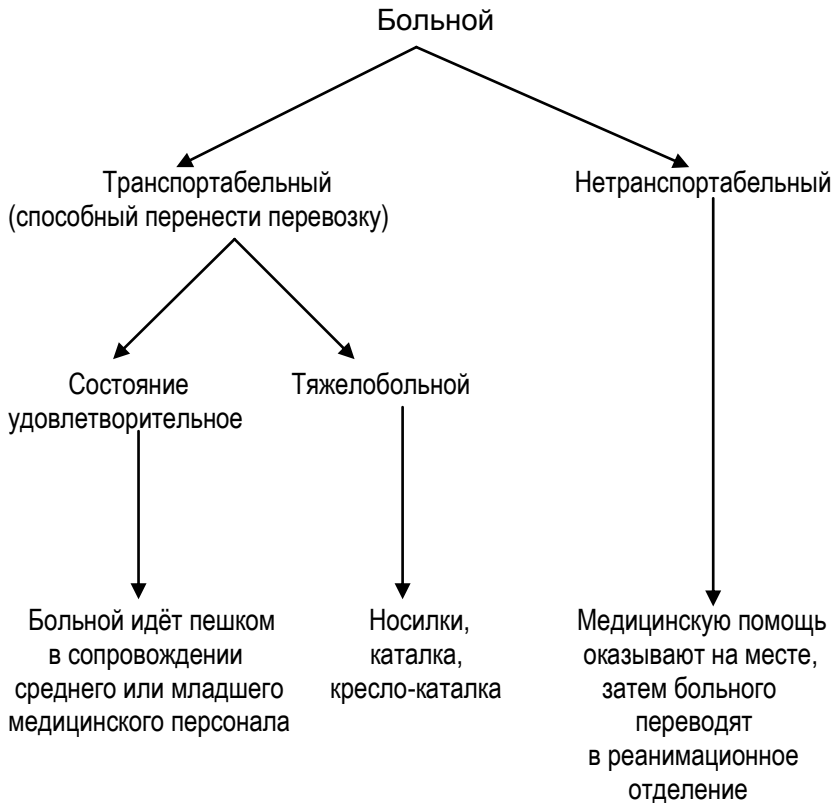 Больной
Транспортабельный
(способный перенести перевозку)
Нетранспортабельный
Состояние
удовлетворительное
Тяжелобольной
Больной идёт пешком
в сопровождении
среднего или младшего
медицинского персонала
Носилки,
каталка,
кресло-каталка
Медицинскую помощь
оказывают на месте,
затем больного
переводят
в реанимационное
отделение